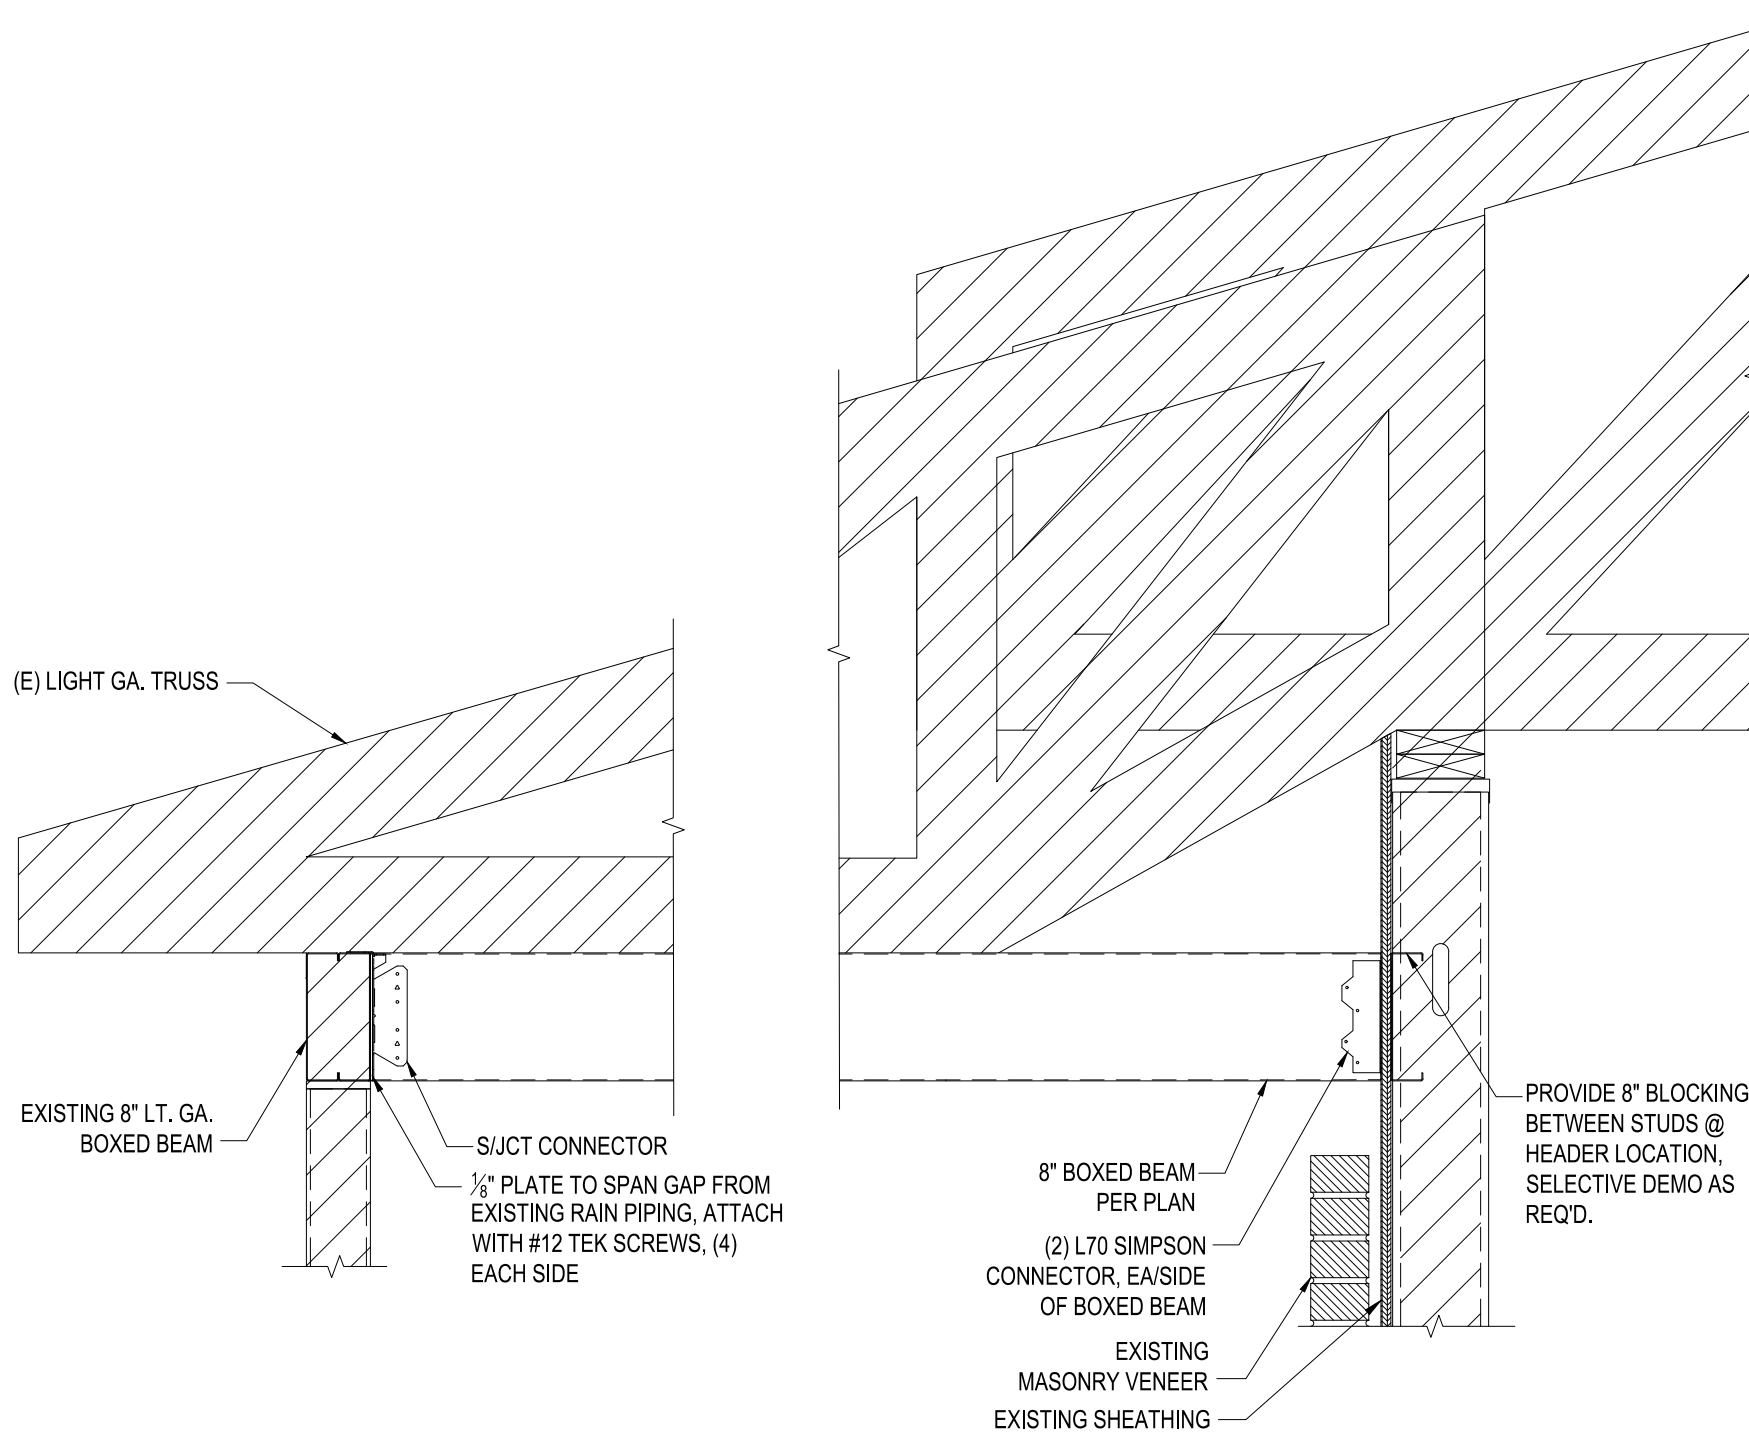 (E) LIGHT GA. TRUSS
EXISTING 8" LT. GA.
BOXED BEAM
S/JCT CONNECTOR
⅛" PLATE TO SPAN GAP FROM
EXISTING RAIN PIPING, ATTACH
WITH #12 TEK SCREWS, (4)
EACH SIDE
8" BOXED BEAM
PER PLAN
(2) L70 SIMPSON
CONNECTOR, EA/SIDE
OF BOXED BEAM
EXISTING
MASONRY VENEER
EXISTING SHEATHING
PROVIDE 8" BLOCKING
BETWEEN STUDS @
HEADER LOCATION,
SELECTIVE DEMO AS
REQ'D.